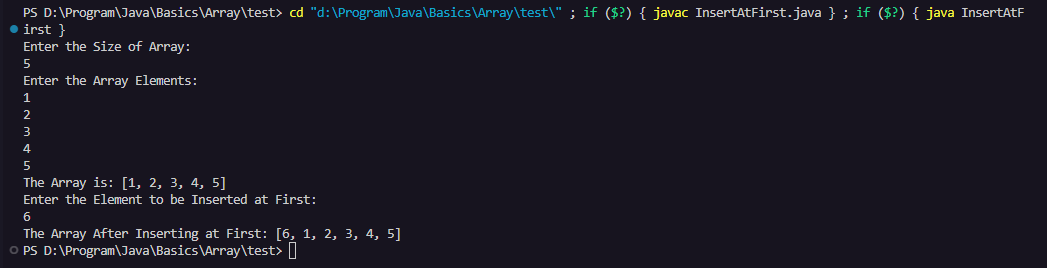 PS D:\Program\Java\Basics\Array\test> cd "d:\Program\Java\Basics\Array\test\" ; if ($?) { javac InsertAtFirst.java } ; if ($?) { java InsertAtF
irst }
Enter the Size of Array:
5
Enter the Array Elements:
1
2
3
4
5
The Array is: [1, 2, 3, 4, 5]
Enter the Element to be Inserted at First:
6
The Array After Inserting at First: [6, 1, 2, 3, 4, 5]
PS D:\Program\Java\Basics\Array\test>